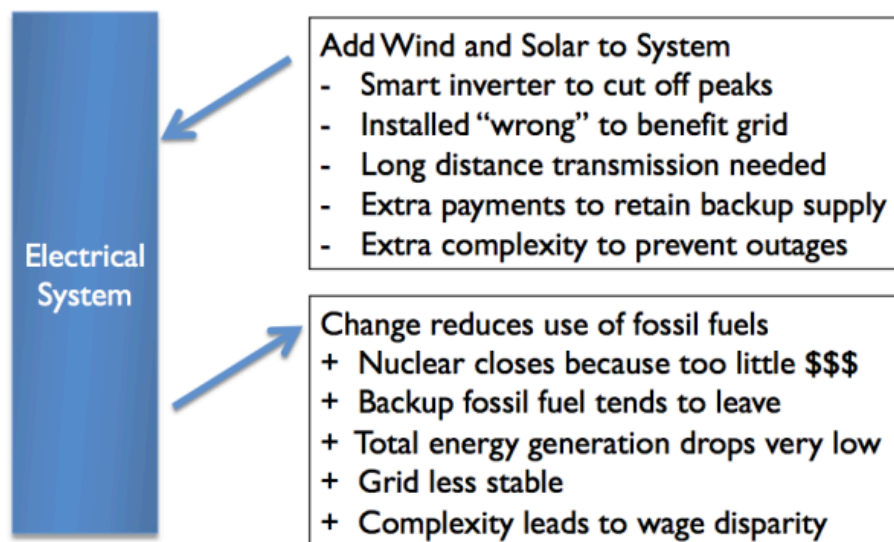 Electrical
System
Add Wind and Solar to System
- Smart inverter to cut off peaks
- Installed “wrong” to benefit grid
- Long distance transmission needed
- Extra payments to retain backup supply
- Extra complexity to prevent outages
Change reduces use of fossil fuels
+ Nuclear closes because too little $$$
+ Backup fossil fuel tends to leave
+ Total energy generation drops very low
+ Grid less stable
+ Complexity leads to wage disparity